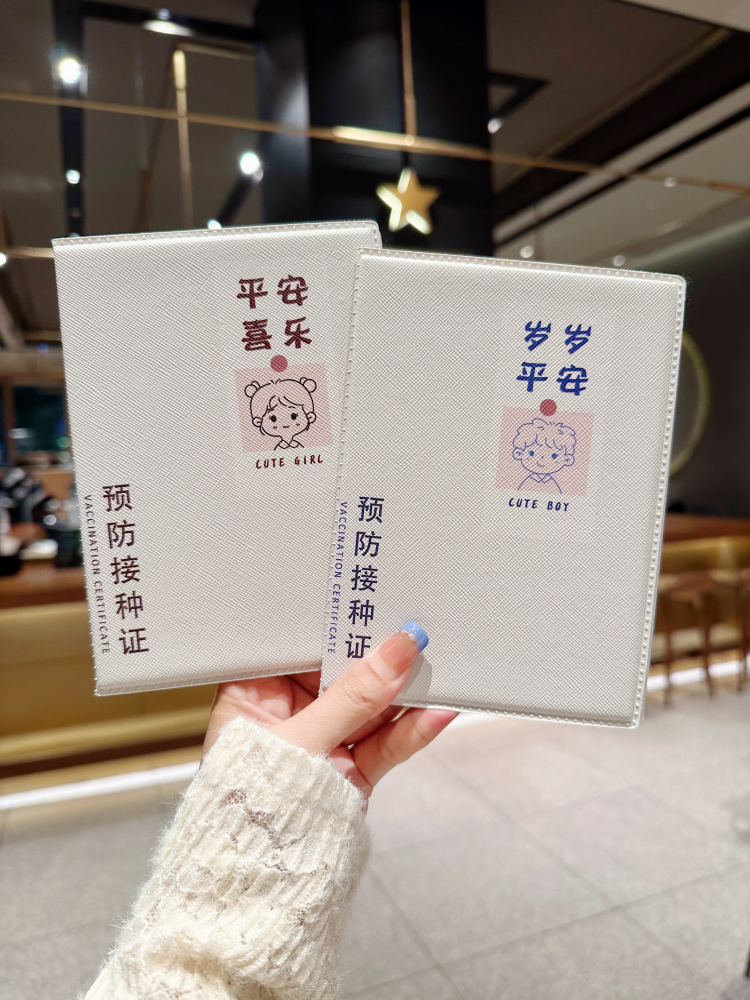 平安
喜乐
CUTE GIRL
预防接种证
VACCINATION CERTIFICATE
岁岁
平安
CUTE BOY
预防接种证
VACCINATION CERTIFICATE